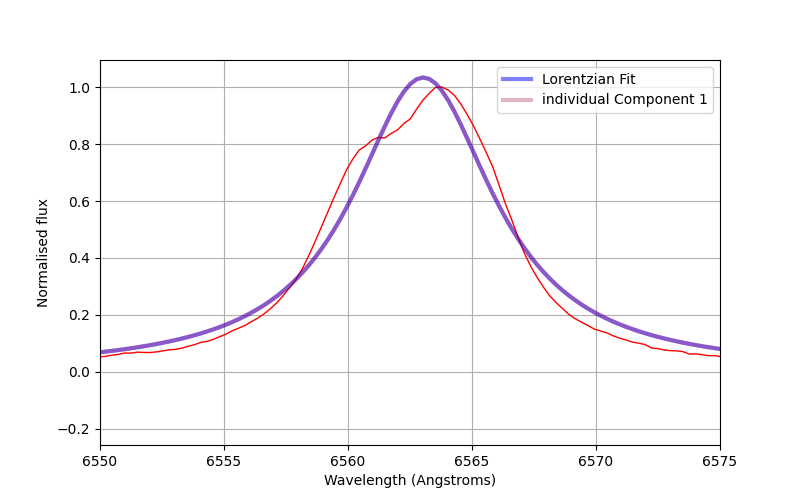 Lorentzian Fit
individual Component 1
1.0
0.8
0.6
0.4
0.2
0.0
−0.2
Normalised flux
6550 6555 6560 6565 6570 6575
Wavelength (Angstroms)